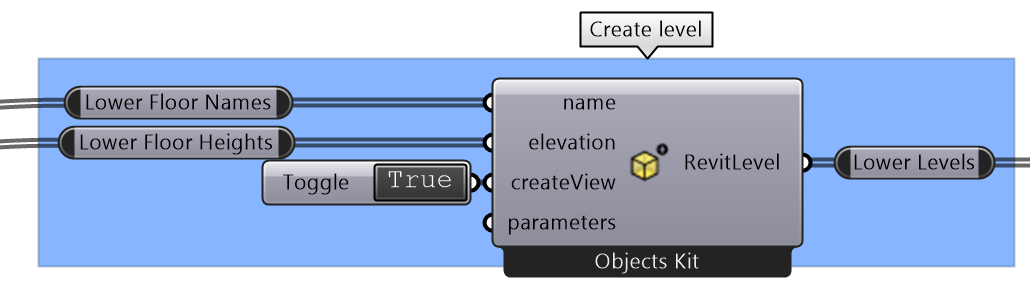 Create level
Lower Floor Names
name
Lower Floor Heights
elevation
Toggle True
createView
RevitLevel
Lower Levels
parameters
Objects Kit